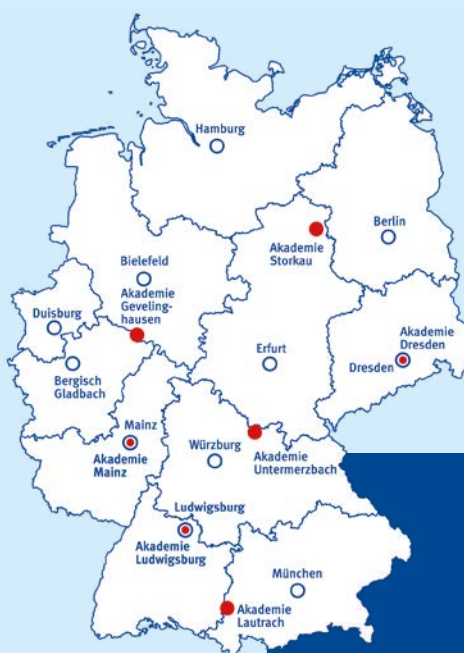 Hamburg
Berlin
Akademie
Storkau
Bielefeld
Akademie
Geveling-
hausen
Duisburg
Bergisch
Gladbach
Erfurt
Akademie
Dresden
Dresden
Mainz
Akademie
Mainz
Würzburg
Akademie
Untermerzbach
Ludwigsburg
Akademie
Ludwigsburg
München
Akademie
Lautrach